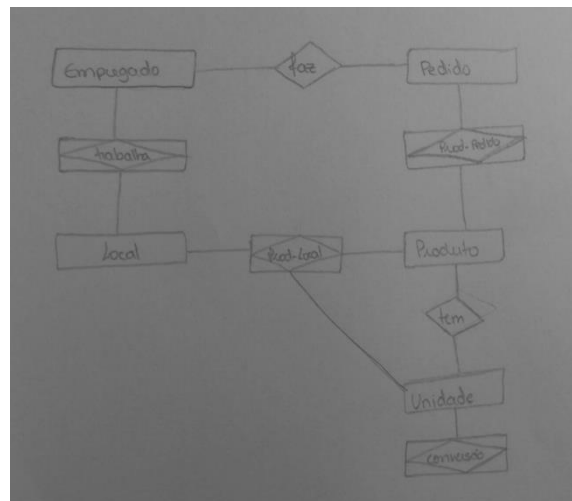 Empregado
faz
Pedido
trabalha
Prod-Pedido
Local
Prod-Local
Produto
tem
Unidade
conversão